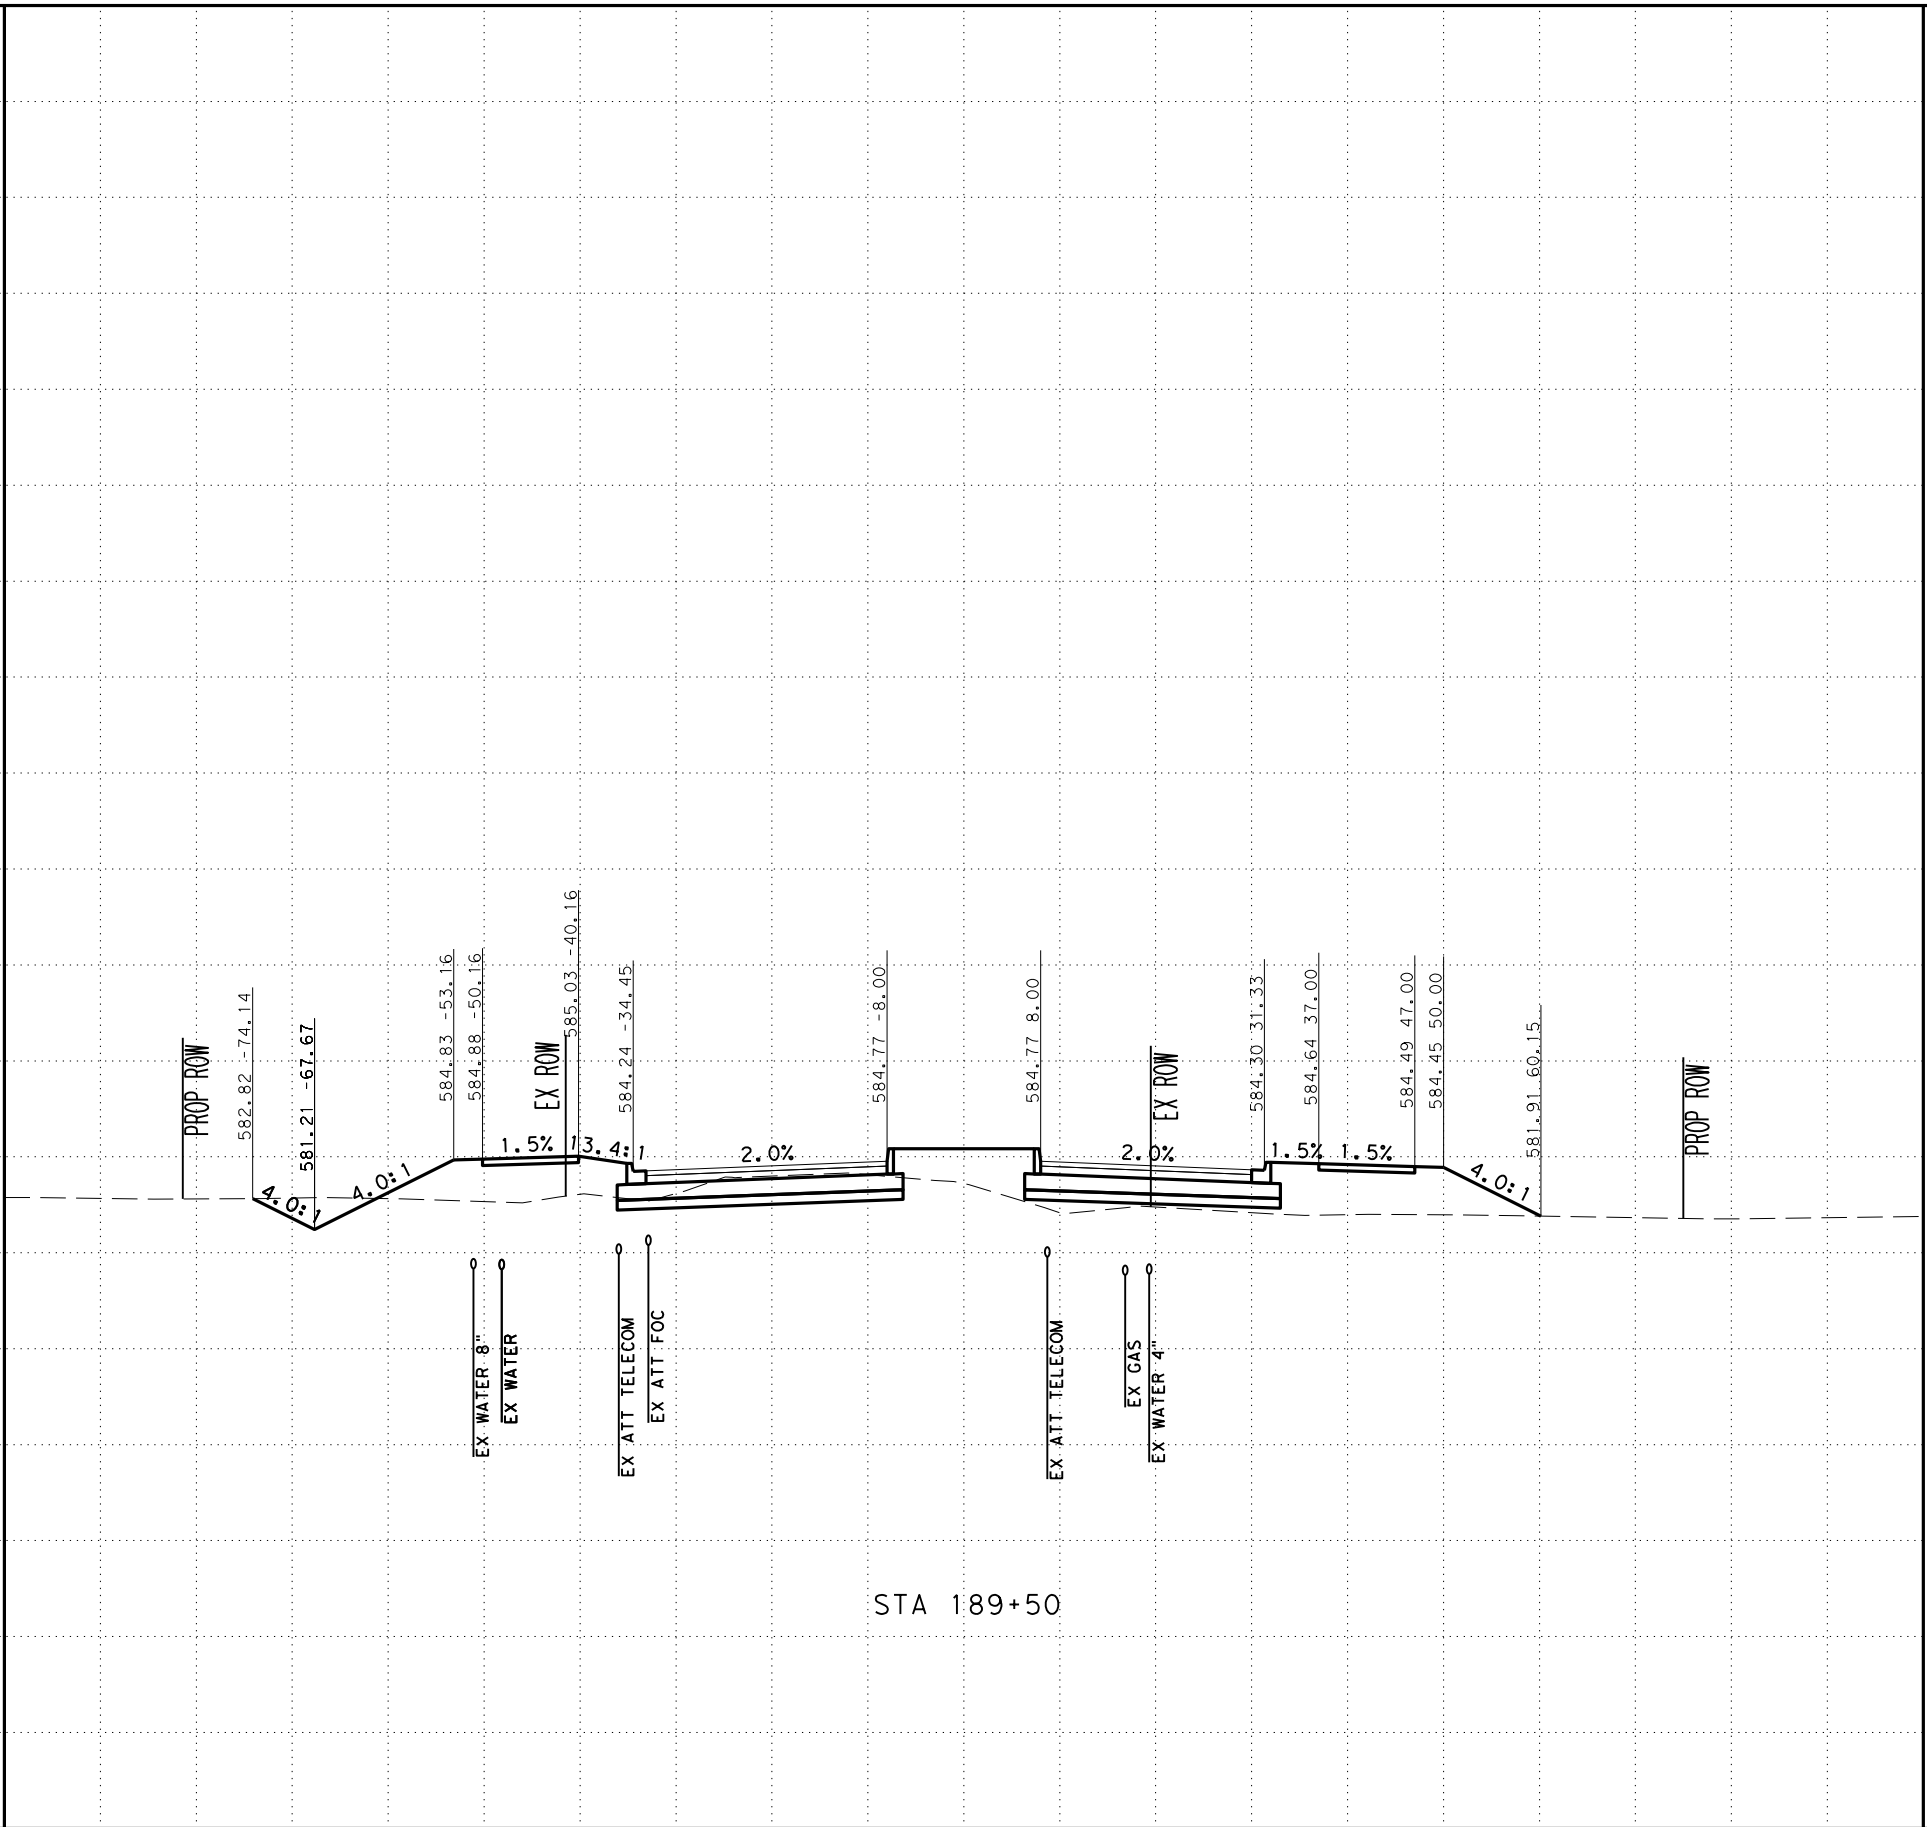 PROP ROW
582.82 -74.14
581.21 -67.67
584.83 -53.16
584.88 -50.16
EX ROW
585.03 -40.16
584.24 -34.45
584.77 -8.00
584.77 8.00
EX ROW
584.30 31.33
584.64 37.00
584.49 47.00
584.45 50.00
581.91 60.15
PROP ROW
4.0:1
4.0:1
1.5%
13.4:1
2.0%
2.0%
1.5%
1.5%
4.0:1
EX WATER 8"
EX WATER
EX ATT TELECOM
EX ATT FOC
EX ATT TELECOM
EX GAS
EX WATER 4"
STA 189+50